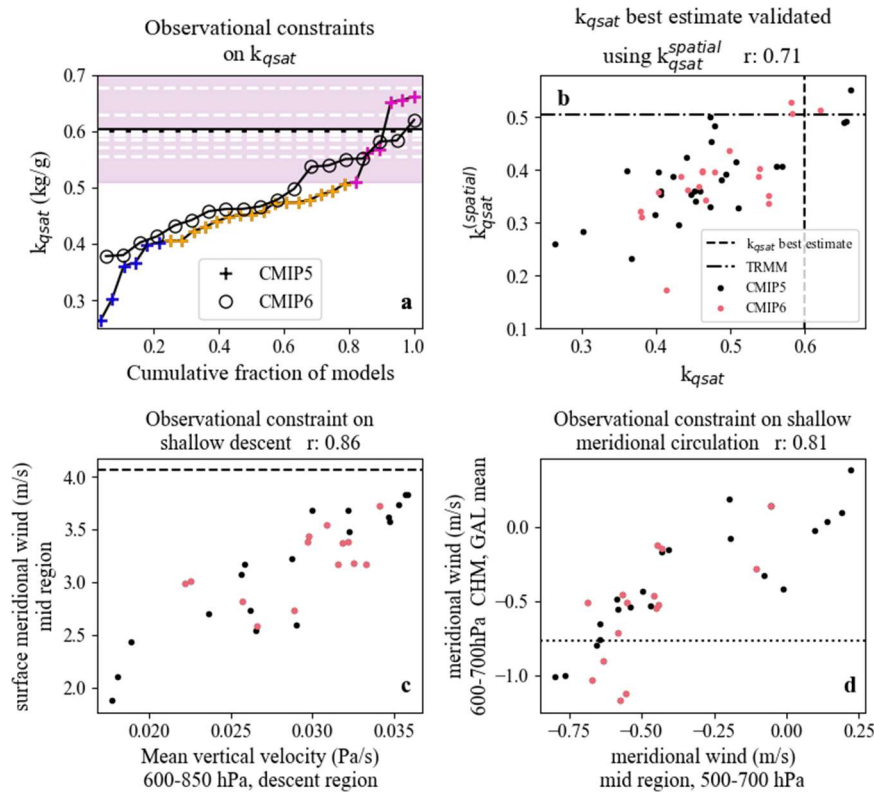 Observational constraints
on k_qsat
0.7
0.6
0.5
0.4
0.3
k_qsat (kg/g)
CMIP5
CMIP6
a
0.2
0.4
0.6
0.8
1.0
Cumulative fraction of models
k_qsat best estimate validated
using k_qsat^spatial r: 0.71
b
0.5
0.4
0.3
0.2
0.1
k_qsat^(spatial)
k_qsat best estimate
TRMM
CMIP5
CMIP6
0.3
0.4
0.5
0.6
k_qsat
Observational constraint on
shallow descent r: 0.86
4.0
3.5
3.0
2.5
2.0
surface meridional wind (m/s)
mid region
c
0.020
0.025
0.030
0.035
Mean vertical velocity (Pa/s)
600-850 hPa, descent region
Observational constraint on shallow
meridional circulation r: 0.81
0.0
−0.5
−1.0
meridional wind (m/s)
600-700hPa CHM, GAL mean
d
−0.75
−0.50
−0.25
0.00
0.25
meridional wind (m/s)
mid region, 500-700 hPa